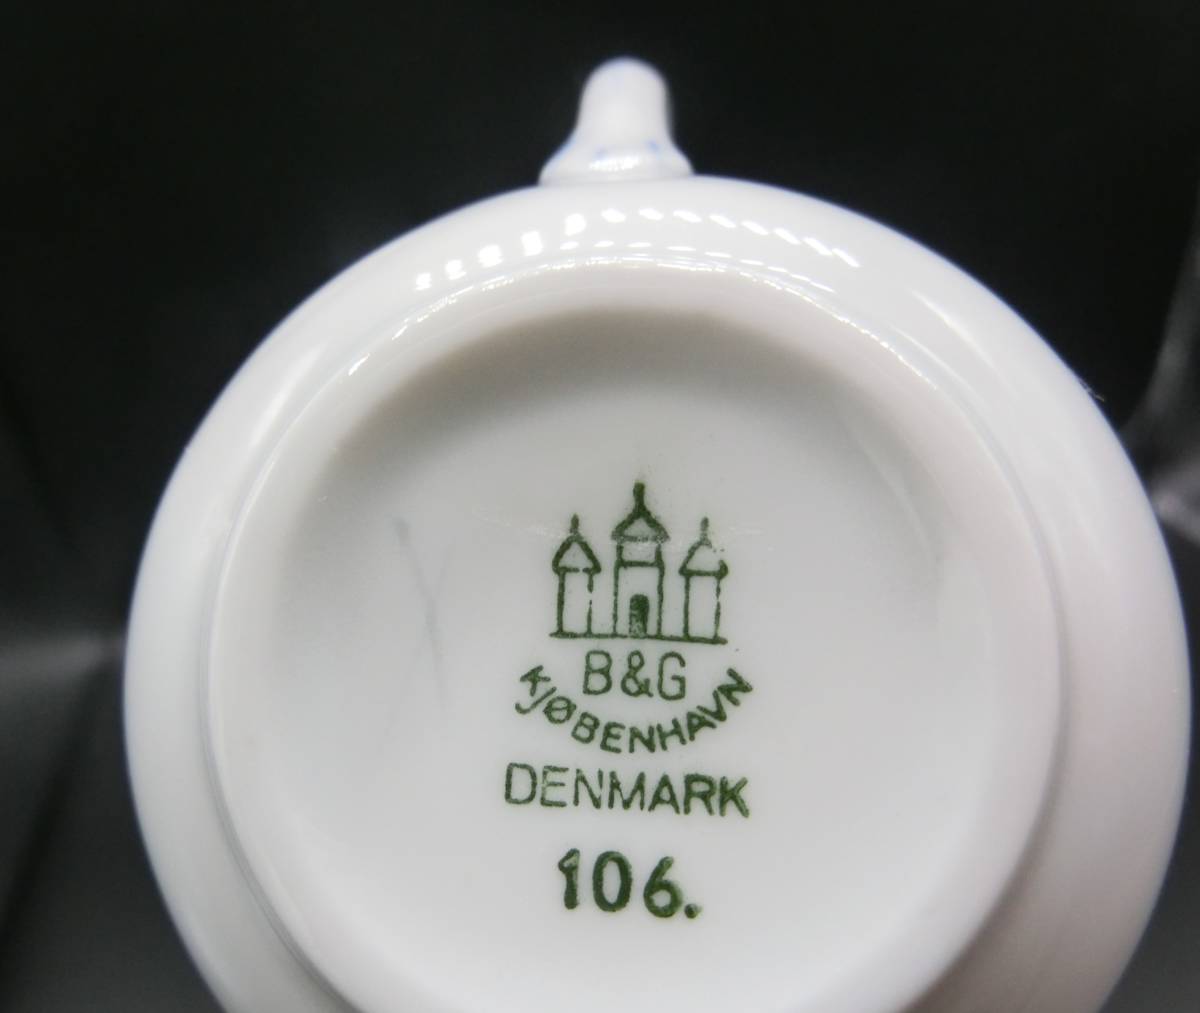 B&G
KJØBENHAVN
DENMARK
106.